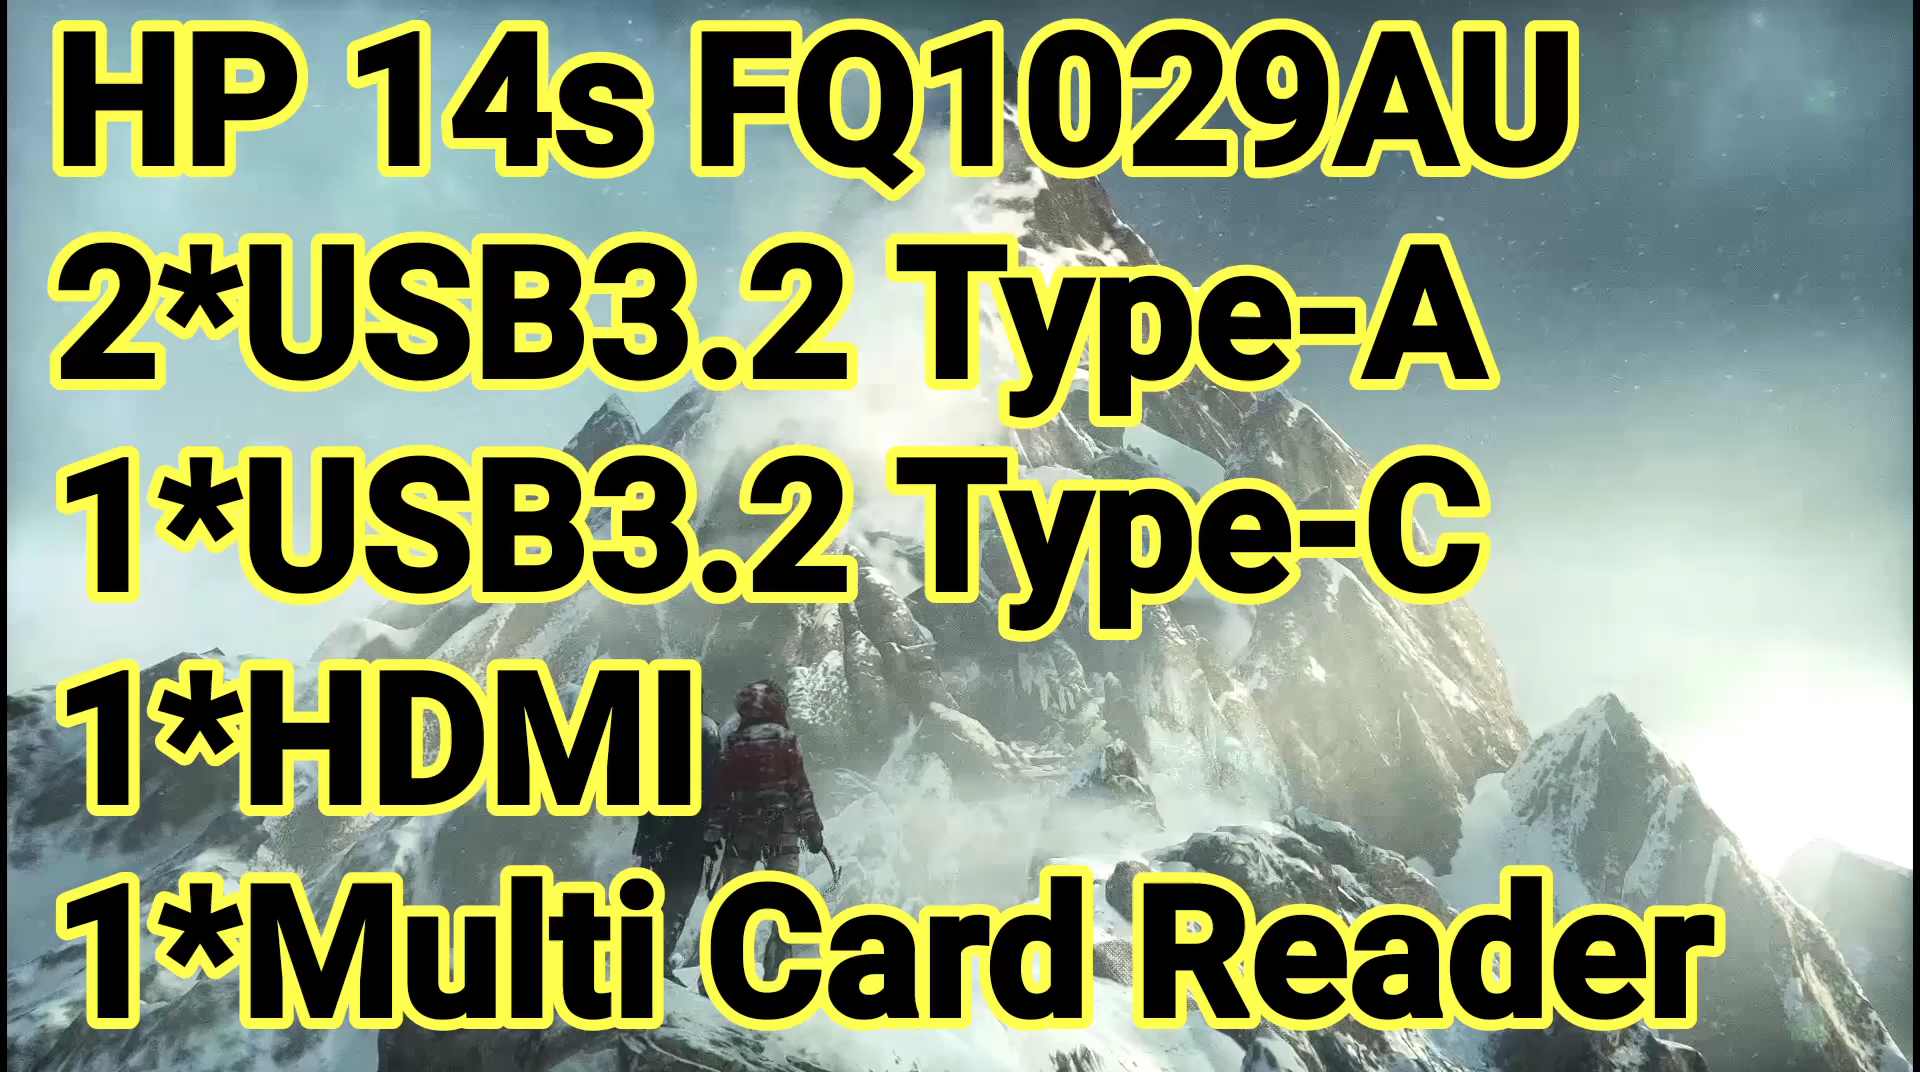 HP 14s FQ1029AU
2*USB3.2 Type-A
1*USB3.2 Type-C
1*HDMI
1*Multi Card Reader